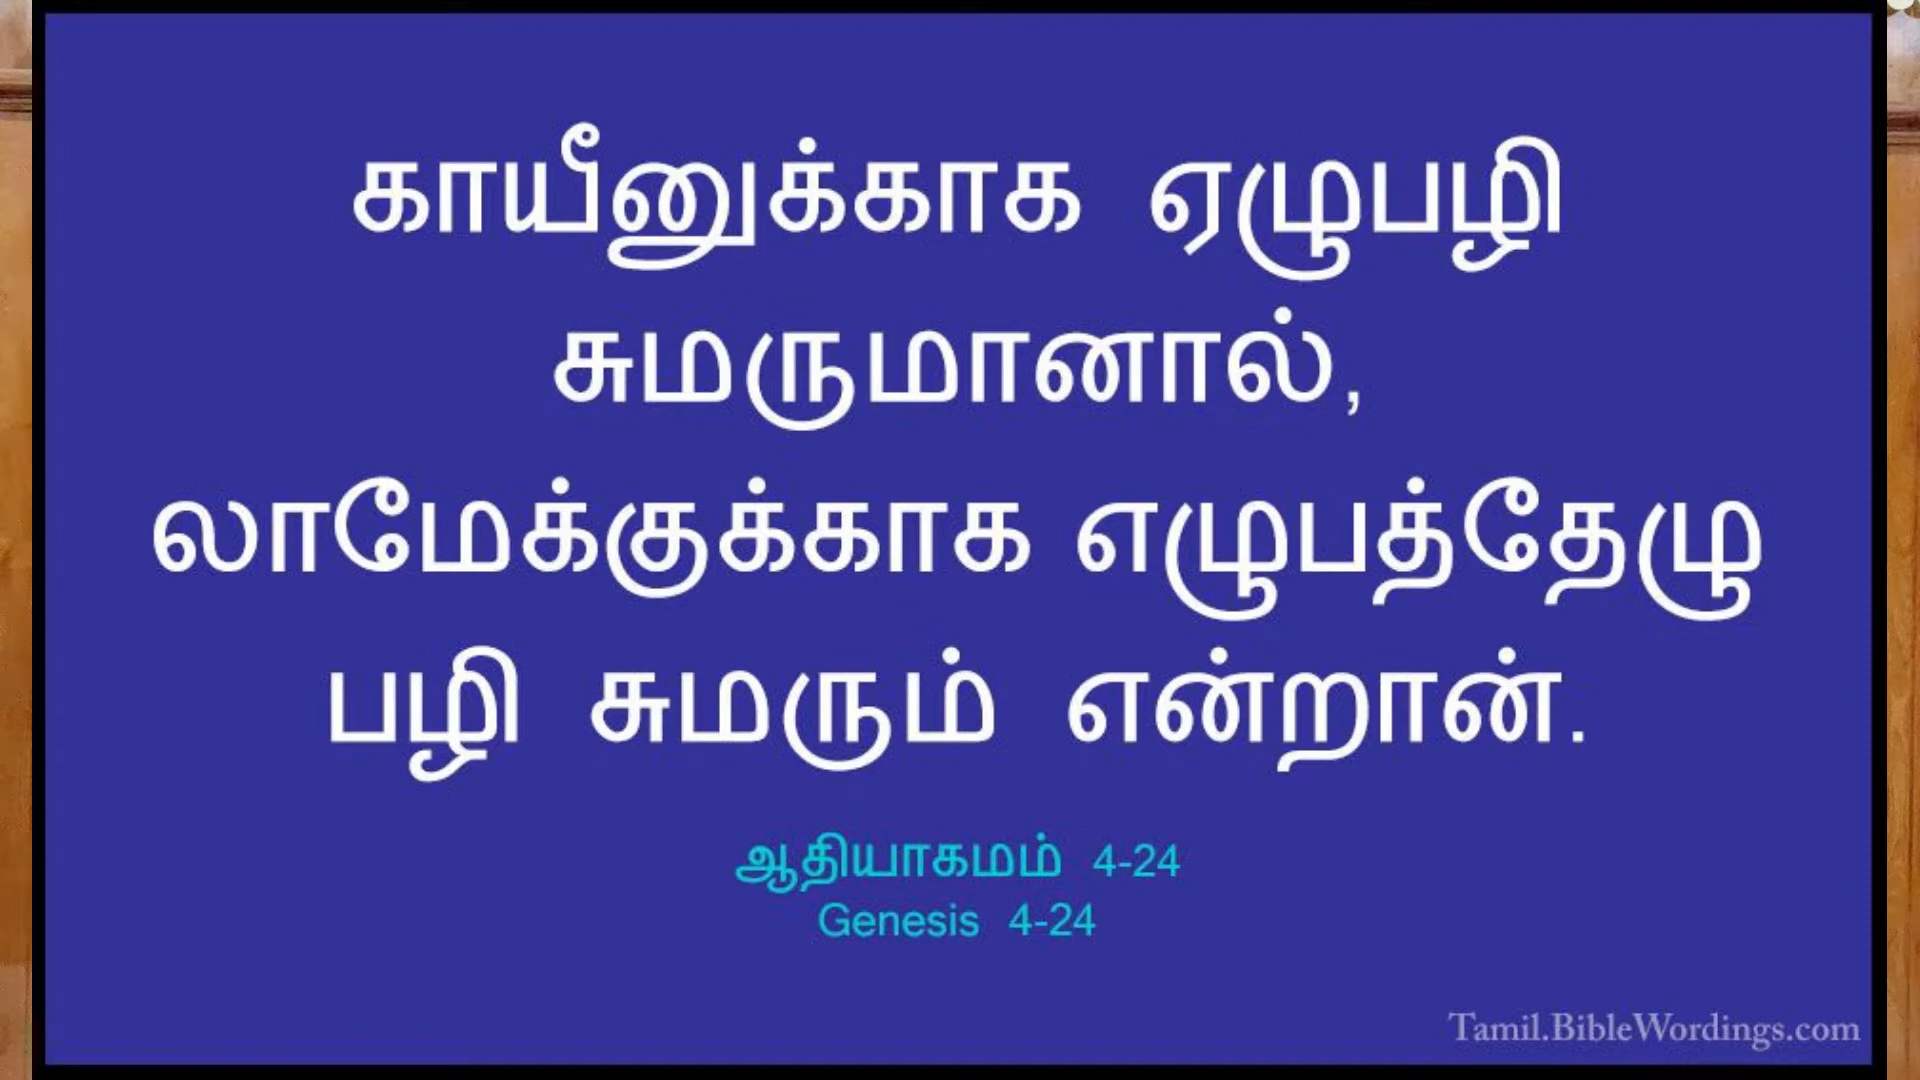 காயீனுக்காக ஏழுபழி
சுமருமானால்,
லாமேக்குக்காக எழுபத்தேழு
பழி சுமரும் என்றான்.
ஆதியாகமம் 4-24
Genesis 4-24
Tamil.BibleWordings.com